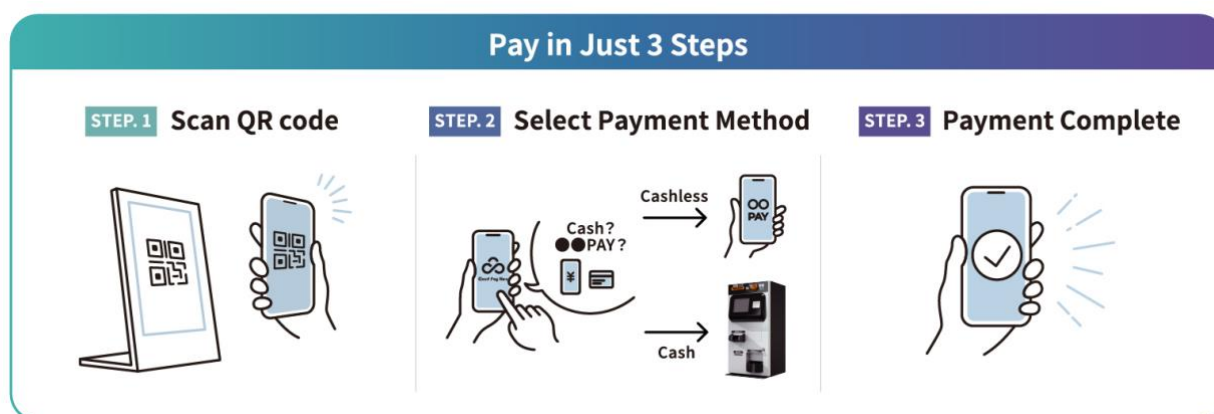 Pay in Just 3 Steps
STEP. 1 Scan QR code
STEP. 2 Select Payment Method
STEP. 3 Payment Complete
Cashless
PAY
Cash?
●●PAY?
¥
Cash